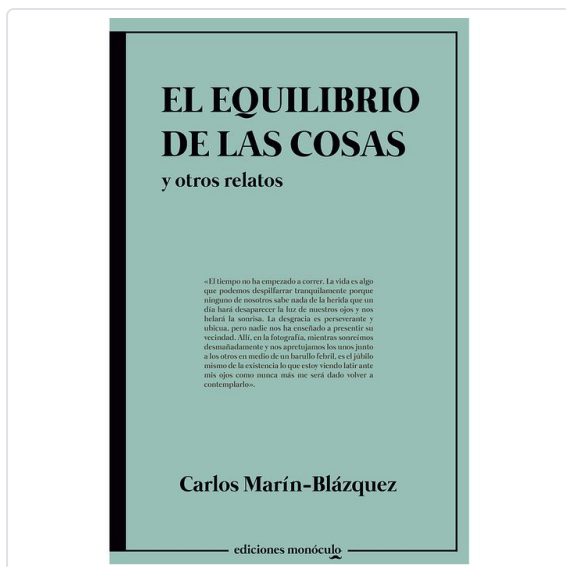 EL EQUILIBRIO
DE LAS COSAS
y otros relatos
«El tiempo no ha empezado a correr. La vida es algo
que podemos despilfarrar tranquilamente porque
ninguno de nosotros sabe nada de la herida que un
día hará desaparecer la luz de nuestros ojos y nos
helará la sonrisa. La desgracia es perseverante y
ubicua, pero nadie nos ha enseñado a presentir su
vecindad. Allí, en la fotografía, mientras sonreímos
desmañadamente y nos apretujamos los unos junto
a los otros en medio de un barullo febril, es el júbilo
mismo de la existencia lo que estoy viendo latir ante
mis ojos como nunca más me será dado volver a
contemplarlo».
Carlos Marín-Blázquez
ediciones monóculo